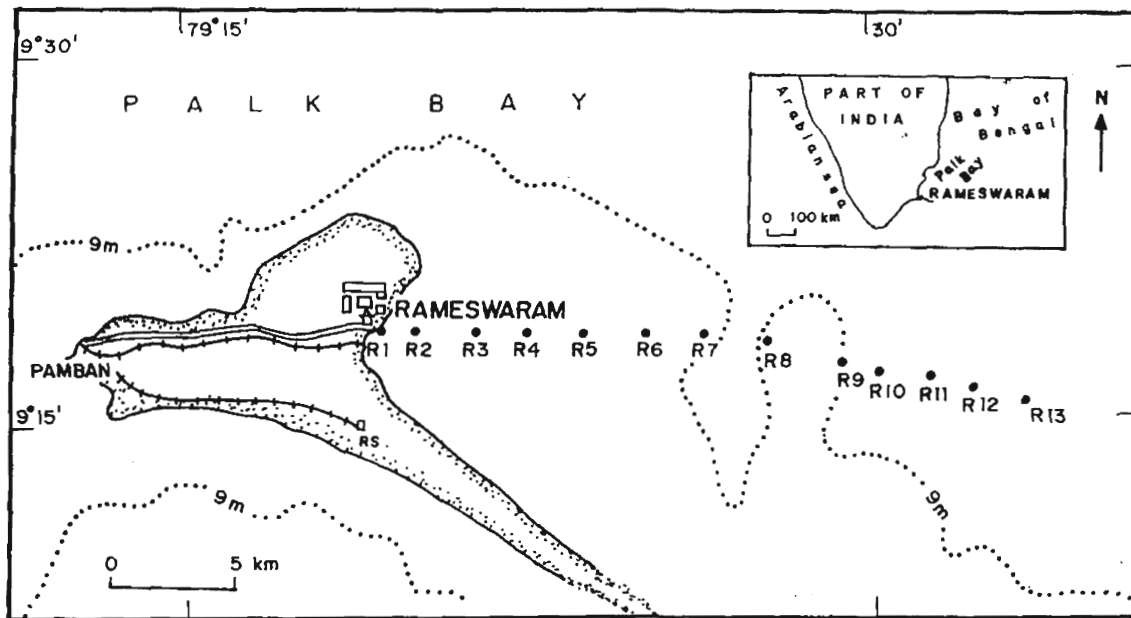 79°15'
30'
9°30'
PALK BAY
PART OF
INDIA
Arabian sea
Bay of
Bengal
Palk
Bay
RAMESWARAM
0 100 km
N
9m
RAMESWARAM
R1 R2 R3 R4 R5 R6 R7 R8 R9 R10 R11 R12 R13
PAMBAN
9°15'
RS
9m
9m
0 5 km